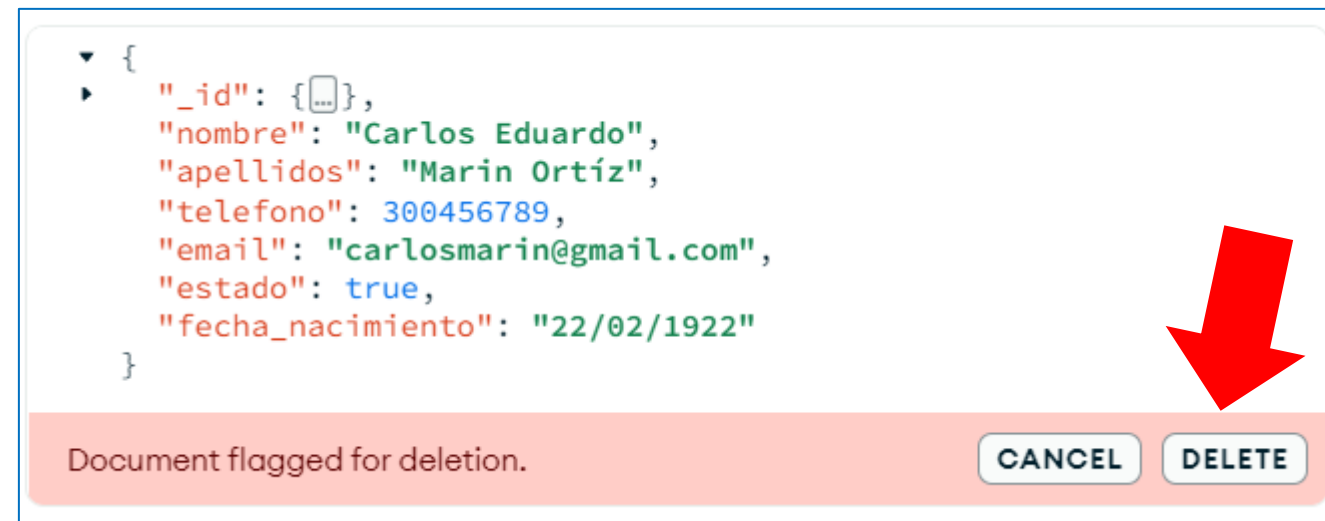 {
"_id": {...},
"nombre": "Carlos Eduardo",
"apellidos": "Marin Ortíz",
"telefono": 300456789,
"email": "carlosmarin@gmail.com",
"estado": true,
"fecha_nacimiento": "22/02/1922"
}
Document flagged for deletion. CANCEL DELETE